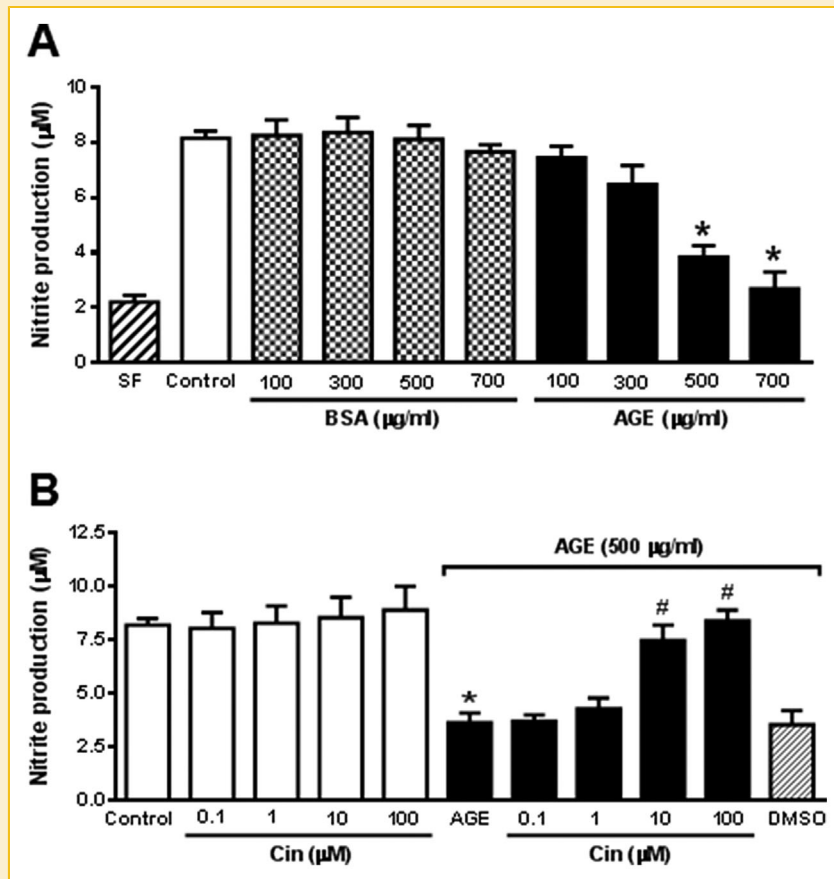 A
Nitrite production (µM)
10
8
6
4
2
0
*
*
SF Control 100 300 500 700 100 300 500 700
BSA (µg/ml) AGE (µg/ml)
B
Nitrite production (µM)
12.5
10.0
7.5
5.0
2.5
0.0
AGE (500 µg/ml)
# #
*
Control 0.1 1 10 100 AGE 0.1 1 10 100 DMSO
Cin (µM) Cin (µM)